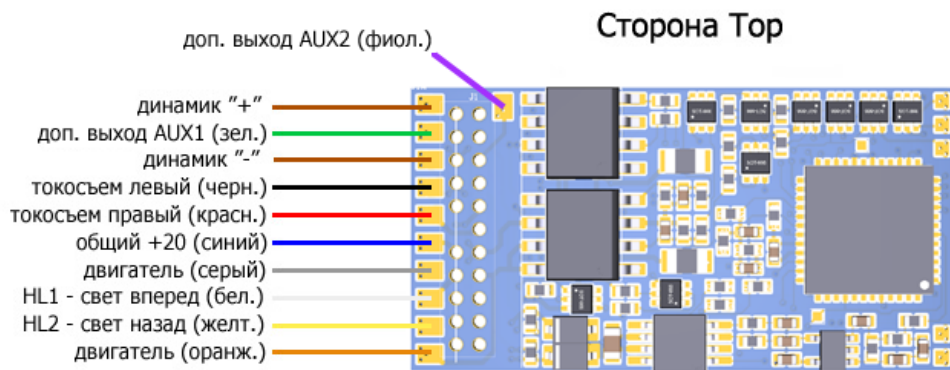 Сторона Top
доп. выход AUX2 (фиол.)
динамик "+"
доп. выход AUX1 (зел.)
динамик "-"
токосъем левый (черн.)
токосъем правый (красн.)
общий +20 (синий)
двигатель (серый)
HL1 - свет вперед (бел.)
HL2 - свет назад (желт.)
двигатель (оранж.)
J1